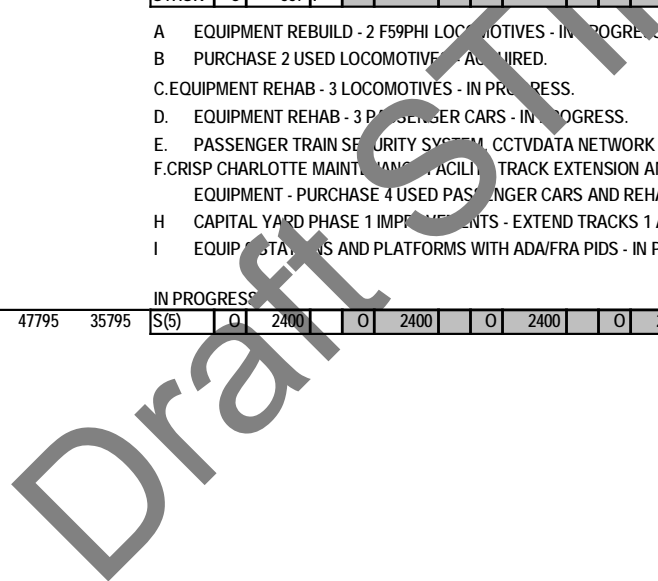 A EQUIPMENT REBUILD - 2 F59PHI LOCOMOTIVES - IN
B PURCHASE 2 USED LOCOMOTIVES - ACQUIRED.
C.EQUIPMENT REHAB - 3 LOCOMOTIVES - IN PROGRESS.
D. EQUIPMENT REHAB - 3 PASSENGER CARS - IN PROGRESS.
E. PASSENGER TRAIN SECURITY SYSTEM, CCTVDATA NETWORK
F.CRISP CHARLOTTE MAINTENANCE FACILITY TRACK EXTENSION
EQUIPMENT - PURCHASE 4 USED PASSENGER CARS AND
H CAPITAL YARD PHASE 1 IMPROVEMENTS - EXTEND TRACKS 1
I EQUIP STATIONS AND PLATFORMS WITH ADA/FRA PIDS - IN
IN PROGRESS
47795 35795 S(5) O 2400 O 2400 O 2400 O
Draft STI